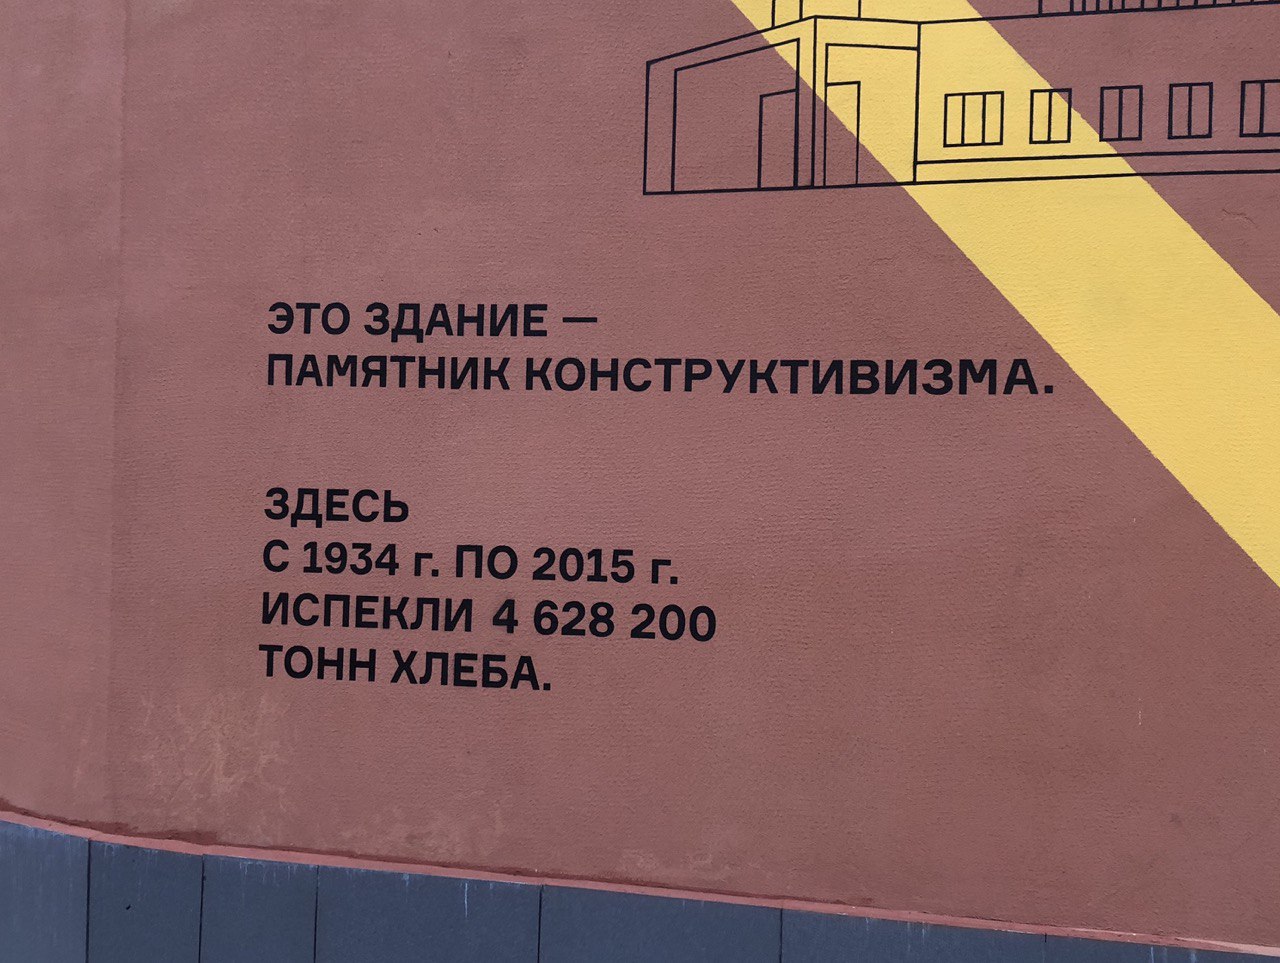 ЭТО ЗДАНИЕ —
ПАМЯТНИК КОНСТРУКТИВИЗМА.
ЗДЕСЬ
С 1934 г. ПО 2015 г.
ИСПЕКЛИ 4 628 200
ТОНН ХЛЕБА.